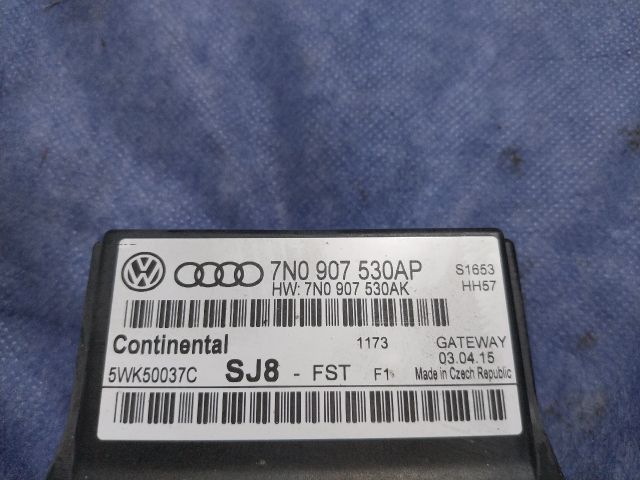 7N0 907 530AP S1653
HW: 7N0 907 530AK HH57
Continental 1173 GATEWAY
03.04.15
5WK50037C SJ8 - FST F1 Made in Czech Republic